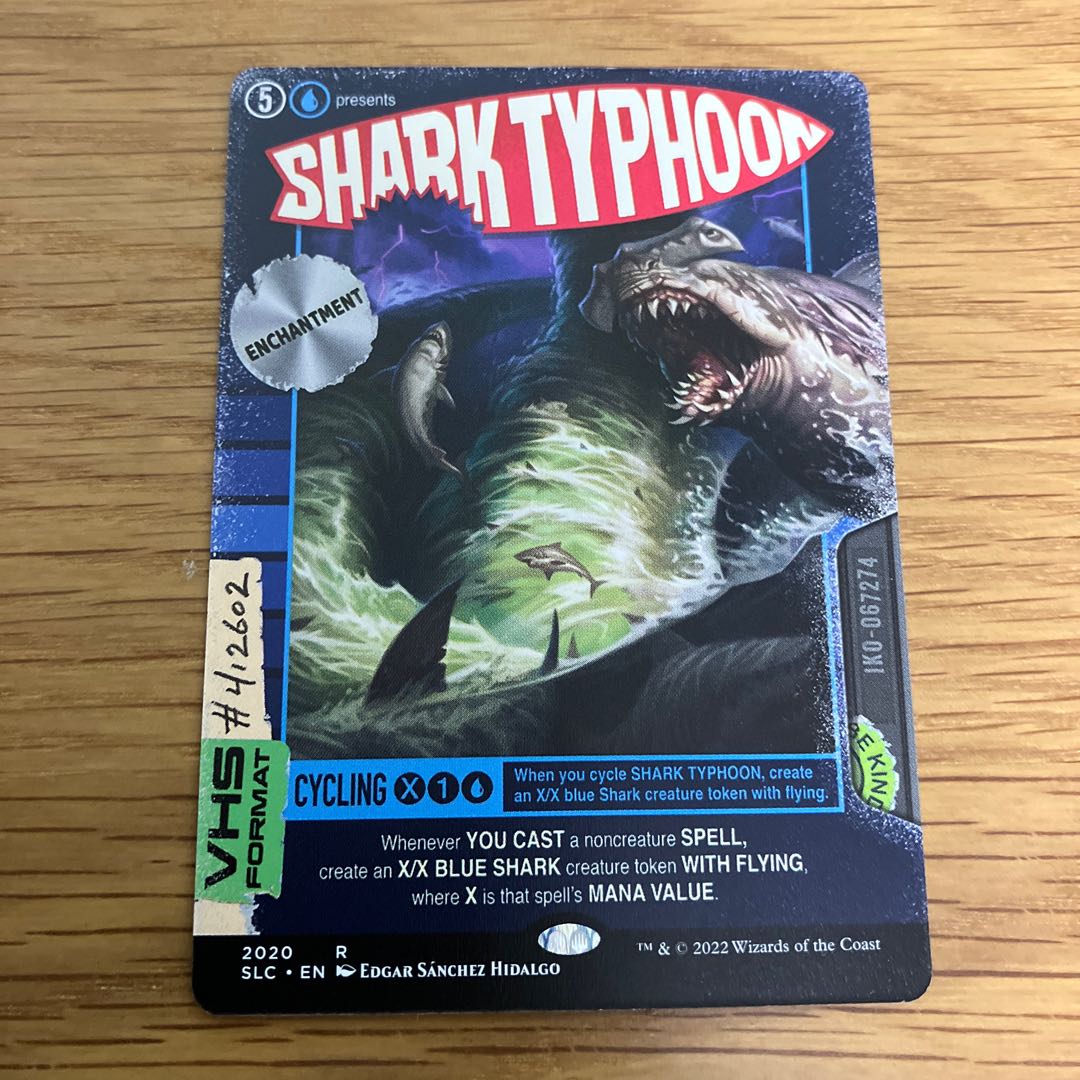 5 presents
SHARK TYPHOON
ENCHANTMENT
#412602
VHS
FORMAT
IKO-067274
BE KIND
CYCLING X 1
When you cycle SHARK TYPHOON, create
an X/X blue Shark creature token with flying.
Whenever YOU CAST a noncreature SPELL,
create an X/X BLUE SHARK creature token WITH FLYING,
where X is that spell's MANA VALUE.
2020 R
SLC • EN EDGAR SÁNCHEZ HIDALGO
™ & © 2022 Wizards of the Coast